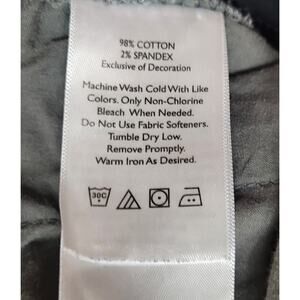 98% COTTON
2% SPANDEX
Exclusive of Decoration
Machine Wash Cold With Like
Colors. Only Non-Chlorine
Bleach When Needed.
Do Not Use Fabric Softeners.
Tumble Dry Low.
Remove Promptly.
Warm Iron As Desired.
30C